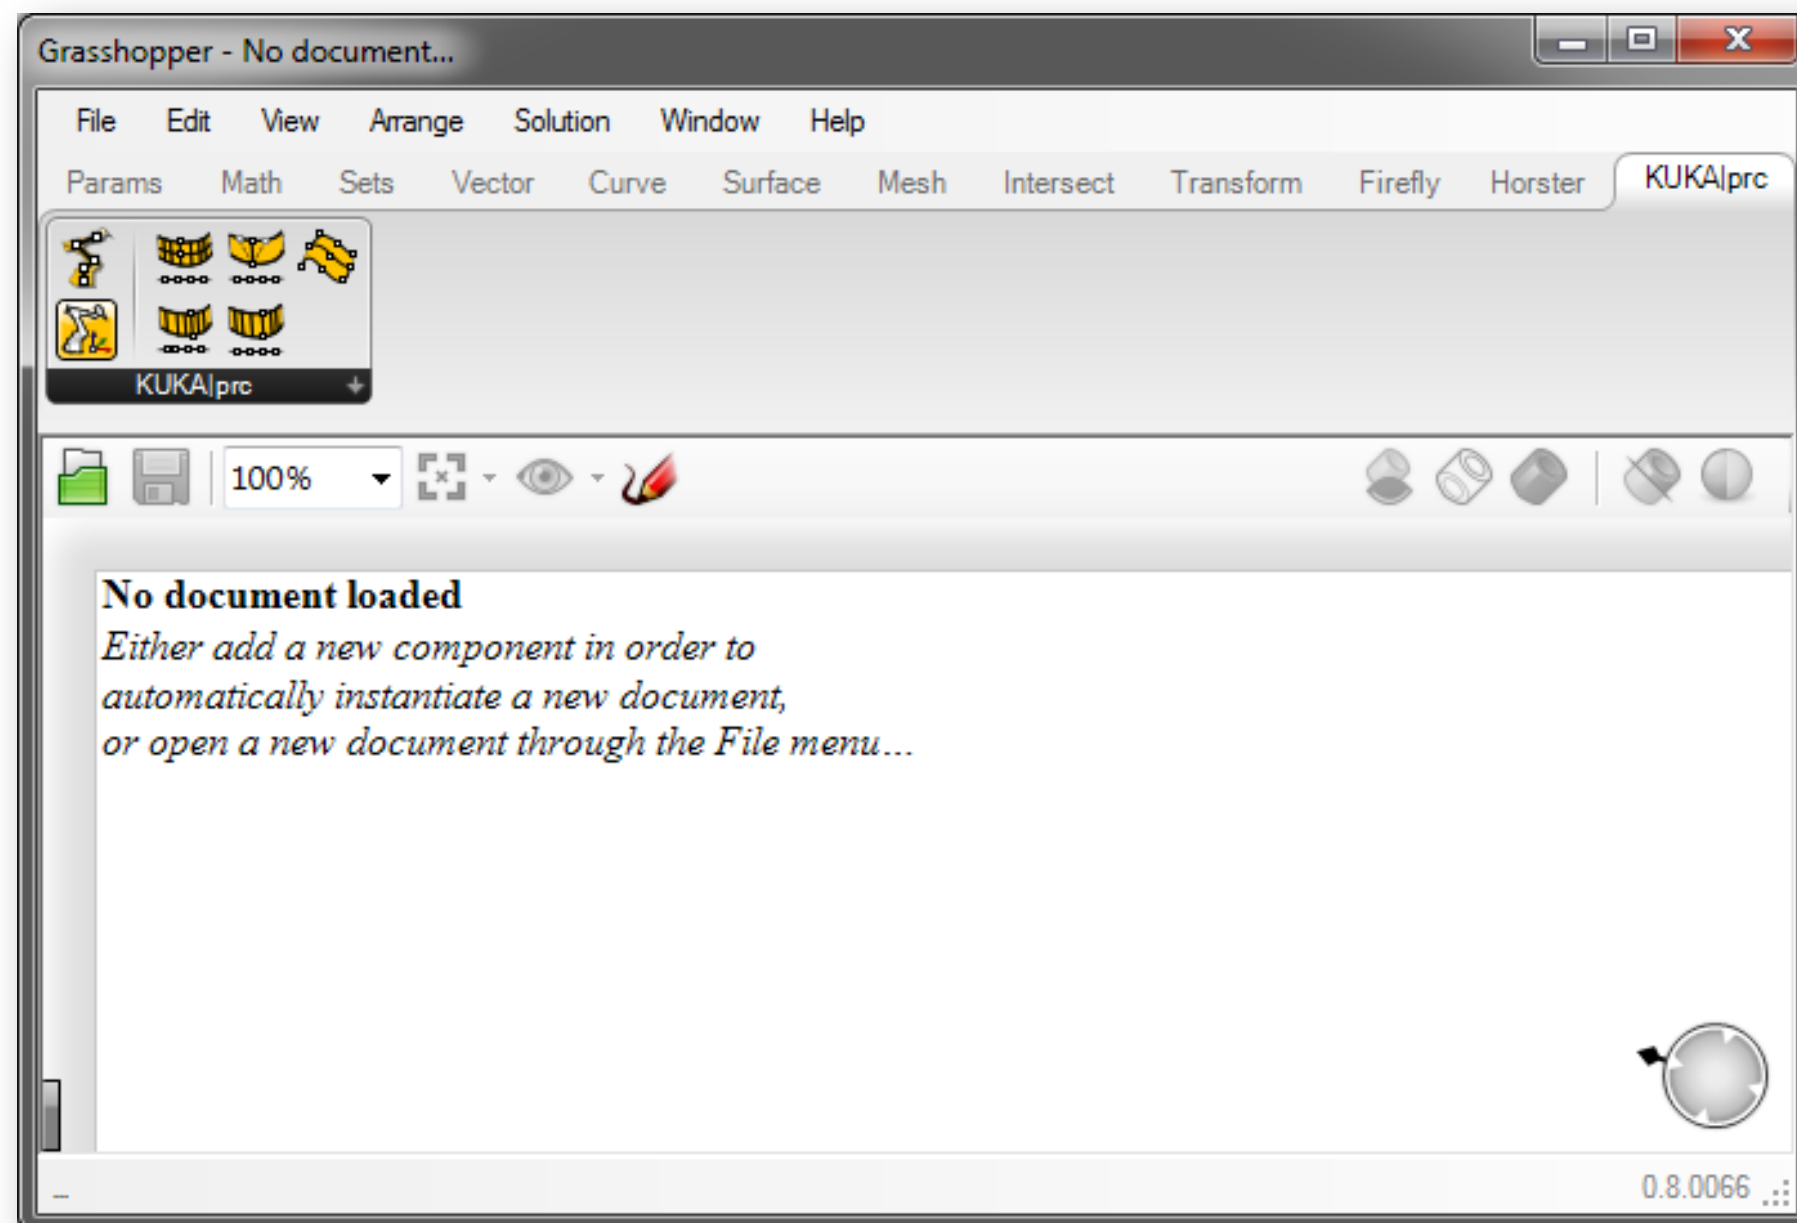 Grasshopper - No document...
File Edit View Arrange Solution Window Help
Params Math Sets Vector Curve Surface Mesh Intersect Transform Firefly Horster KUKA|prc
KUKA|prc
100%
No document loaded
Either add a new component in order to
automatically instantiate a new document,
or open a new document through the File menu...
...
0.8.0066